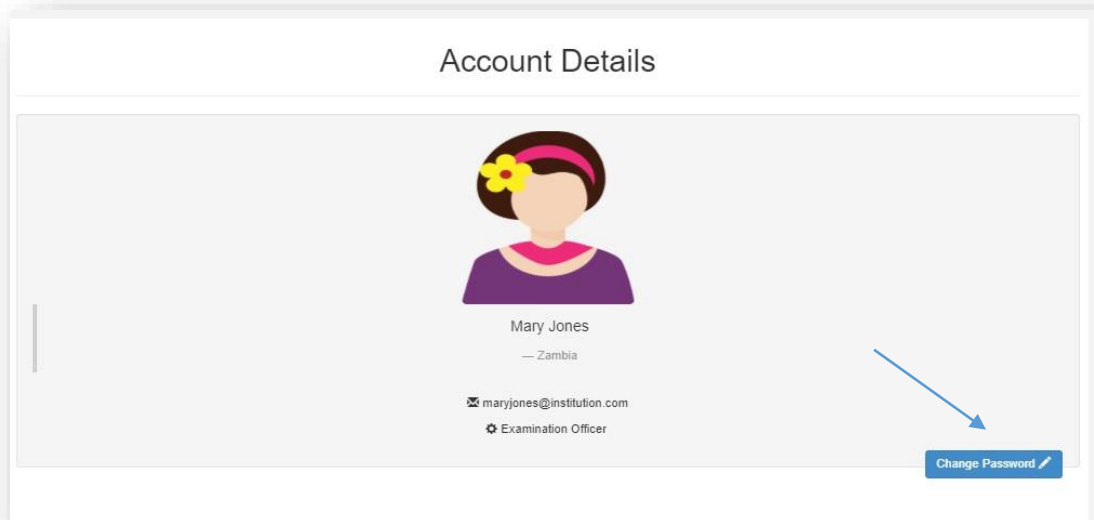 Account Details
Mary Jones
— Zambia
maryjones@institution.com
Examination Officer
Change Password